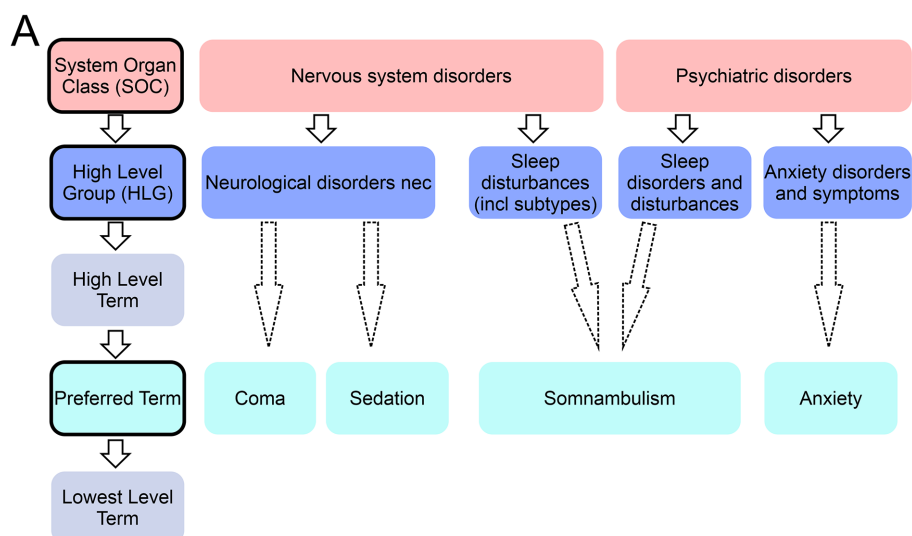 A
System Organ
Class (SOC)
Nervous system disorders
Psychiatric disorders
High Level
Group (HLG)
Neurological disorders nec
Sleep
disturbances
(incl subtypes)
Sleep
disorders and
disturbances
Anxiety disorders
and symptoms
High Level
Term
Preferred Term
Coma
Sedation
Somnambulism
Anxiety
Lowest Level
Term